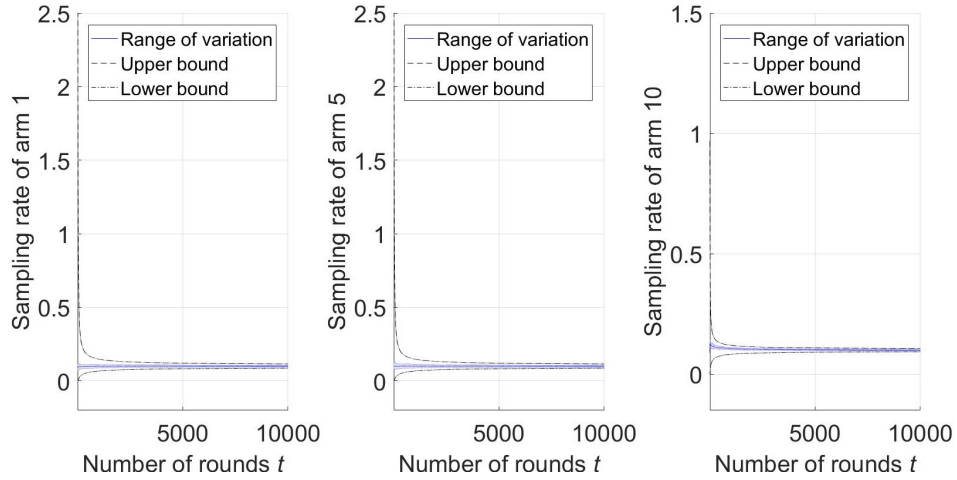 2.5
2
1.5
1
0.5
0
Sampling rate of arm 1
Range of variation
Upper bound
Lower bound
5000
10000
Number of rounds t
2.5
2
1.5
1
0.5
0
Sampling rate of arm 5
Range of variation
Upper bound
Lower bound
5000
10000
Number of rounds t
1.5
1
0.5
0
Sampling rate of arm 10
Range of variation
Upper bound
Lower bound
5000
10000
Number of rounds t